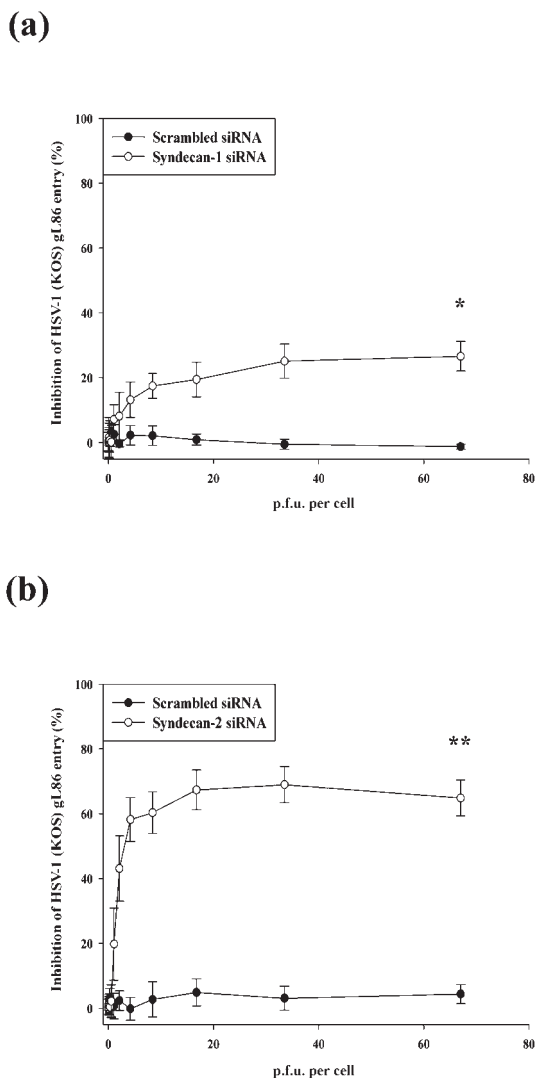 (a)
Inhibition of HSV-1 (KOS) gL86 entry (%)
100
80
60
40
20
0
Scrambled siRNA
Syndecan-1 siRNA
*
0 20 40 60 80
p.f.u. per cell
(b)
Inhibition of HSV-1 (KOS) gL86 entry (%)
100
80
60
40
20
0
Scrambled siRNA
Syndecan-2 siRNA
**
0 20 40 60 80
p.f.u. per cell